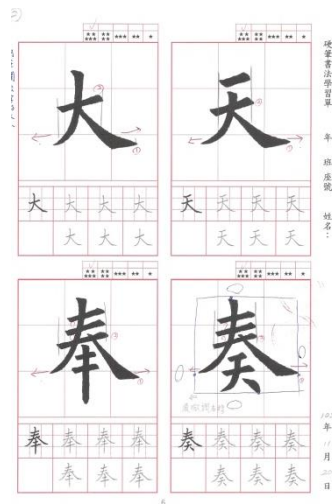 硬筆書法學習單 年 班 座號 姓名：
大
大 大 大 大
大 大 大
天
天 天 天 天
天 天 天
奉
奉 奉 奉 奉
奉 奉 奉
奏
奏 奏 奏 奏
奏 奏 奏
年 11 月 日
6